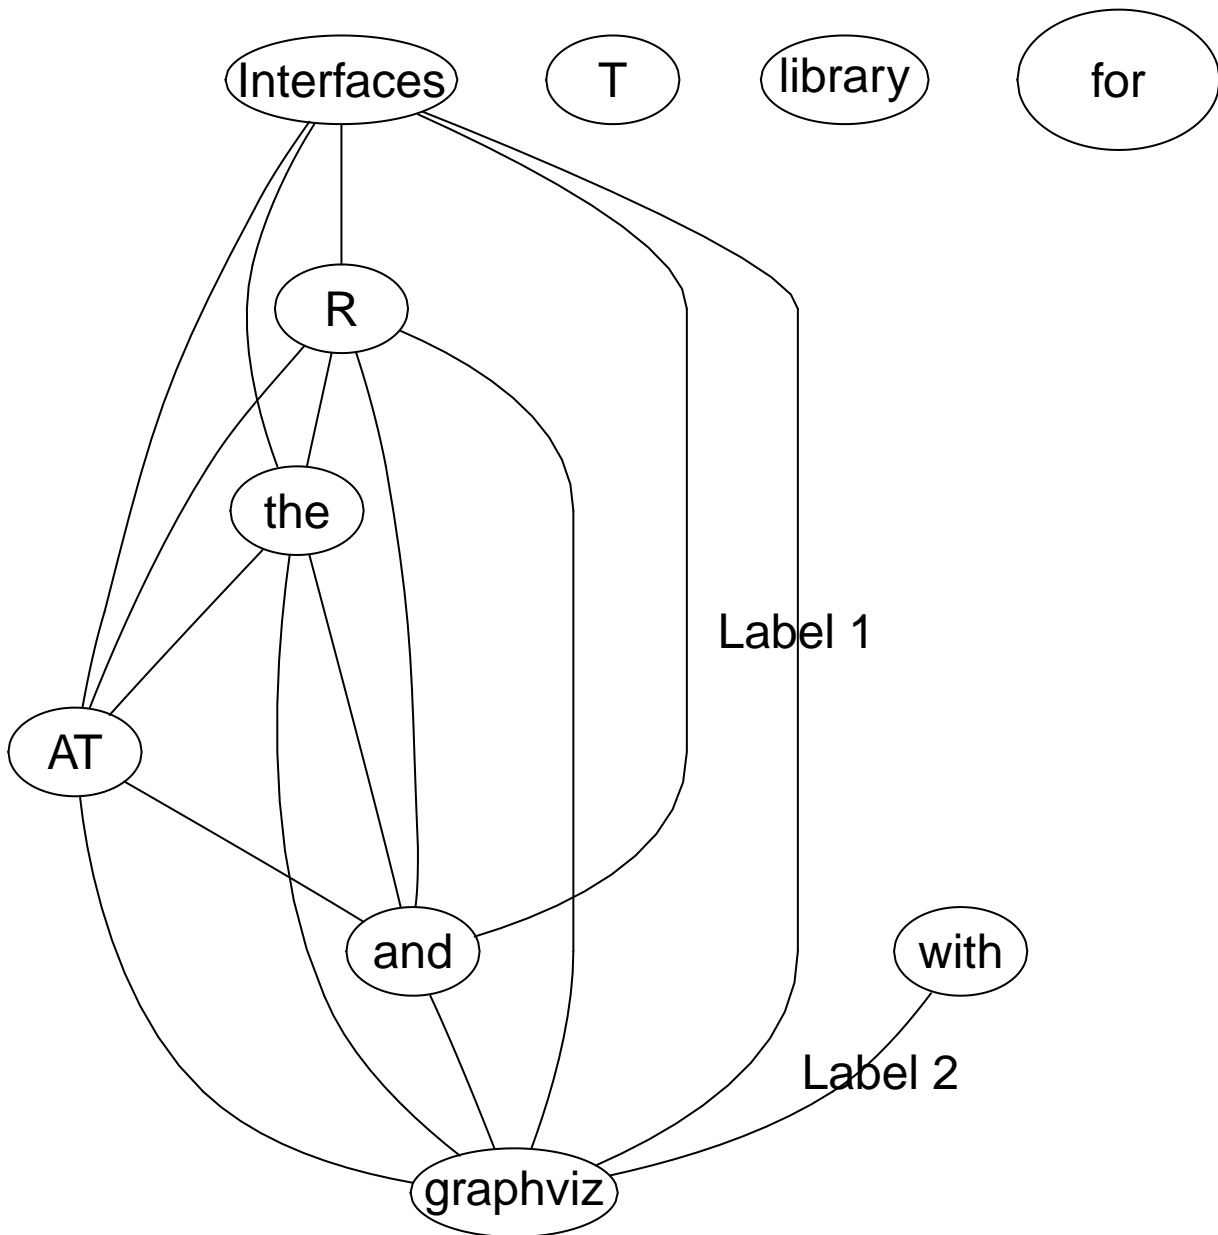 Interfaces
T
library
for
R
the
Label 1
AT
and
with
Label 2
graphviz